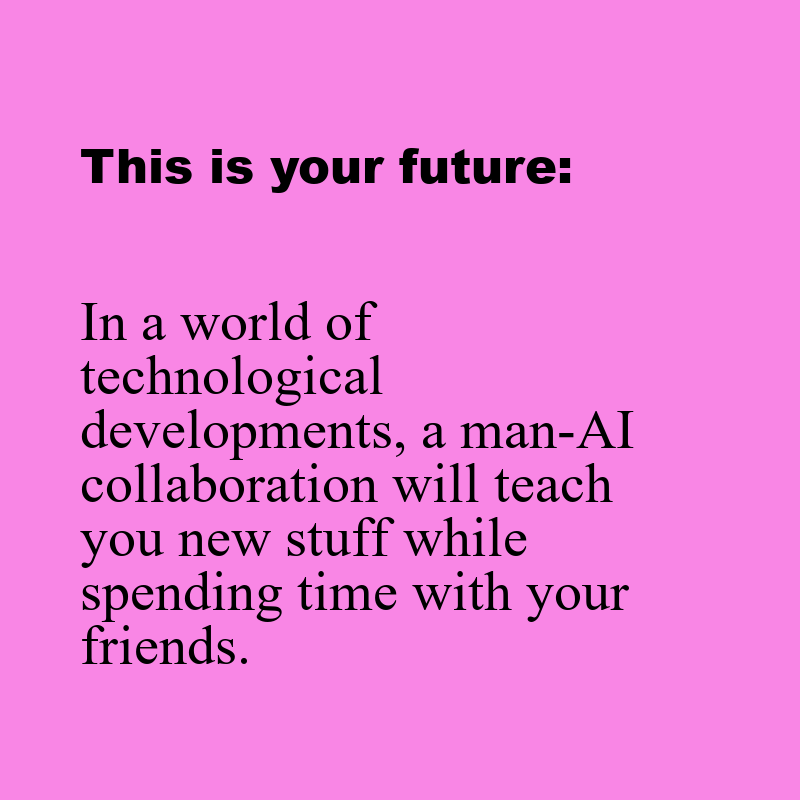 This is your future:
In a world of
technological
developments, a man-AI
collaboration will teach
you new stuff while
spending time with your
friends.